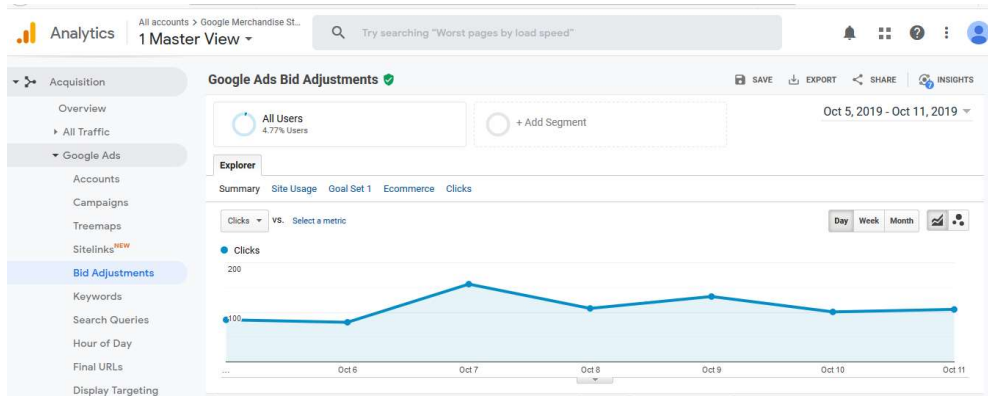 All accounts > Google Merchandise St...
Analytics
1 Master View
Try searching "Worst pages by load speed"
Acquisition
Overview
All Traffic
Google Ads
Accounts
Campaigns
Treemaps
Sitelinks NEW
Bid Adjustments
Keywords
Search Queries
Hour of Day
Final URLs
Display Targeting
Google Ads Bid Adjustments
SAVE
EXPORT
SHARE
INSIGHTS
All Users
4.77% Users
+ Add Segment
Oct 5, 2019 - Oct 11, 2019
Explorer
Summary Site Usage Goal Set 1 Ecommerce Clicks
Clicks VS. Select a metric
Day Week Month
Clicks
200
100
... Oct 6 Oct 7 Oct 8 Oct 9 Oct 10 Oct 11